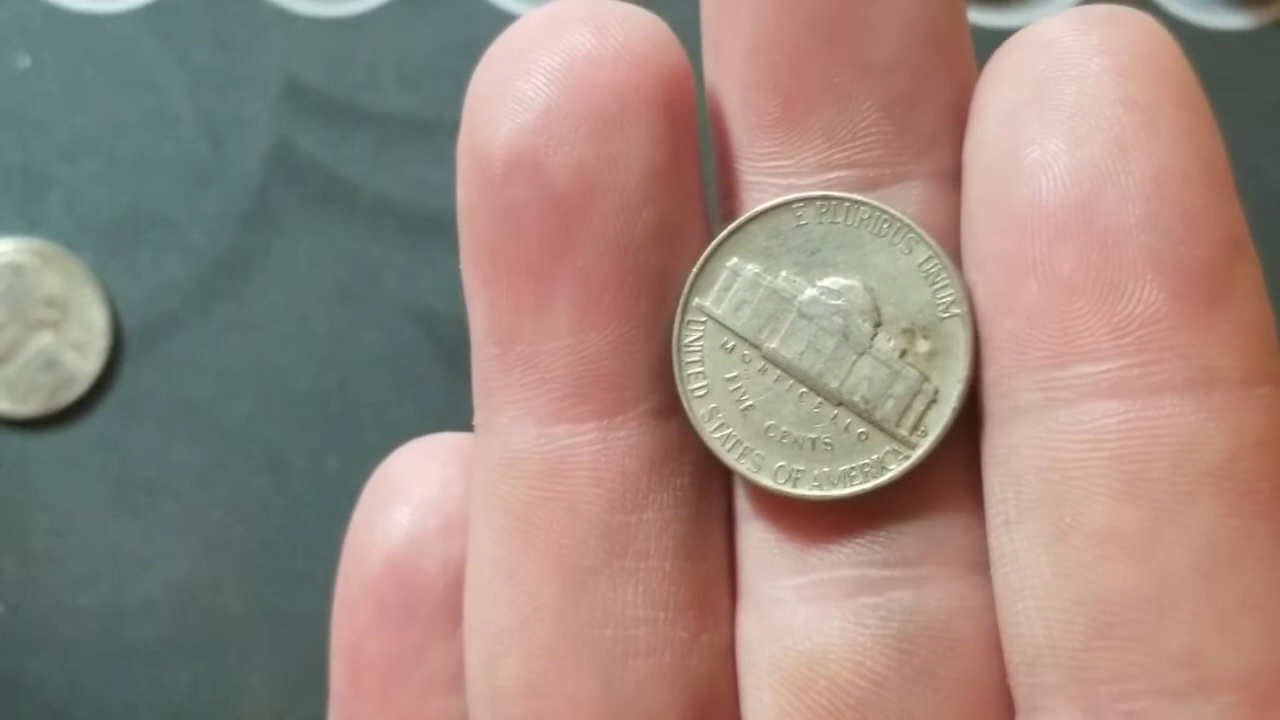 E PLURIBUS UNUM
MONTICELLO
FIVE CENTS
UNITED STATES OF AMERICA
D